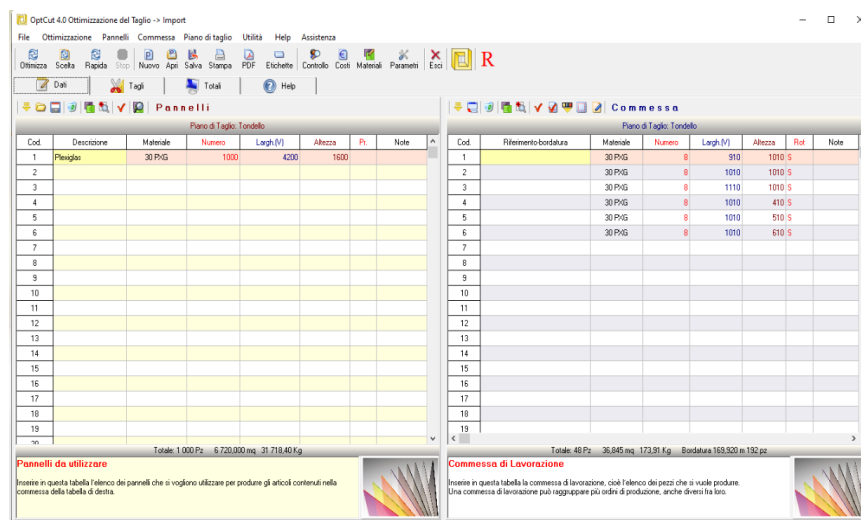 OptCut 4.0 Ottimizzazione del Taglio -> Import
File Ottimizzazione Pannelli Commessa Piano di taglio Utilità Help Assistenza
Ottimizza Scelta Rapida Stop Nuovo Apri Salva Stampa PDF Etichette Controllo Costi Materiali Parametri Esci R
Dati Tagli Totali Help
Pannelli
Piano di Taglio: Tondello
Cod. Descrizione Materiale Numero Largh.(V) Altezza Pr. Note
1 Plexiglas 30 PXG 1000 4200 1600
2
3
4
5
6
7
8
9
10
11
12
13
14
15
16
17
18
19
20
Totale: 1 000 Pz 6 720,000 mq 31 718,40 Kg
Pannelli da utilizzare
Inserire in questa tabella l'elenco dei pannelli che si vogliono utilizzare per produrre gli articoli contenuti nella
commessa della tabella di destra.
Commessa
Piano di Taglio: Tondello
Cod. Riferimento-bordatura Materiale Numero Largh.(V) Altezza Rot Note
1 30 PXG 8 910 1010 S
2 30 PXG 8 1010 1010 S
3 30 PXG 8 1110 1010 S
4 30 PXG 8 1010 410 S
5 30 PXG 8 1010 510 S
6 30 PXG 8 1010 610 S
7
8
9
10
11
12
13
14
15
16
17
18
19
Totale: 48 Pz 36,845 mq 173,91 Kg Bordatura 169,920 m 192 pz
Commessa di Lavorazione
Inserire in questa tabella la commessa di lavorazione, cioè l'elenco dei pezzi che si vuole produrre.
Una commessa di lavorazione può raggruppare più ordini di produzione, anche diversi fra loro.